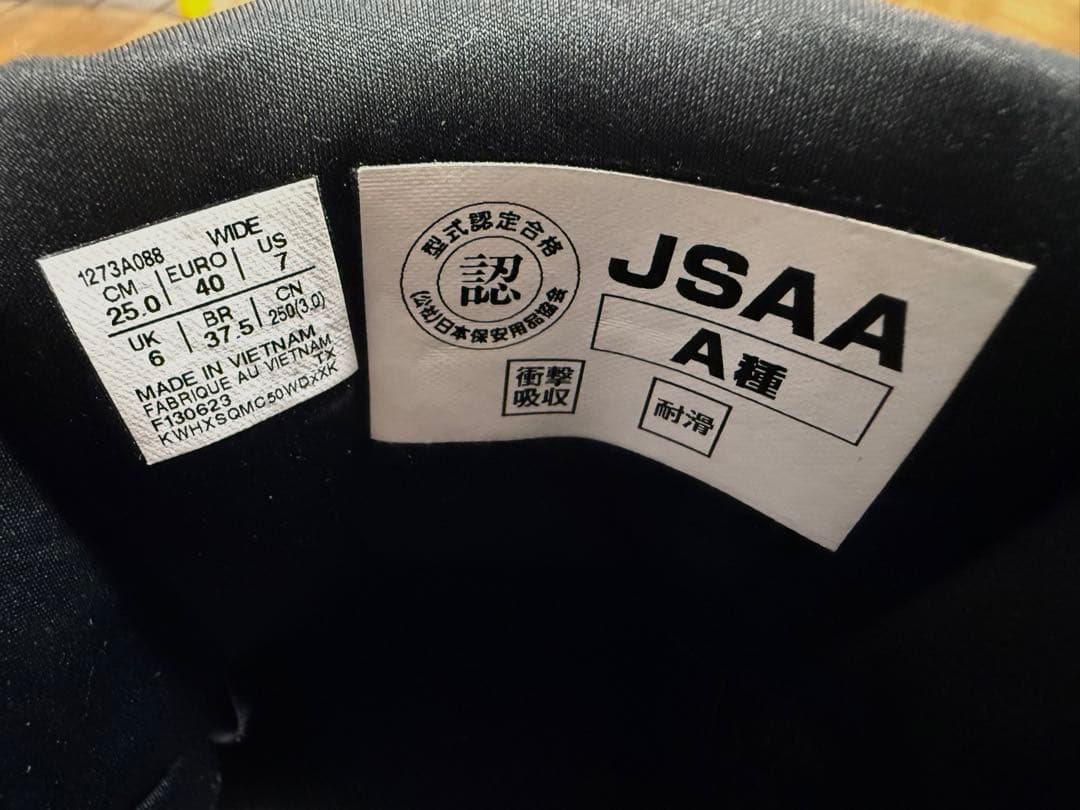 1273A088 WIDE
CM EURO US
25.0 40 7
UK BR CN
6 37.5 25.0(3.0)
MADE IN VIETNAM
FABRIQUE AU VIETNAM
F130623 TX
KWHXSQMC50WDXXK
型式認定合格
認
(公社)日本保安用品協会
JSAA
A種
衝撃
吸収
耐滑